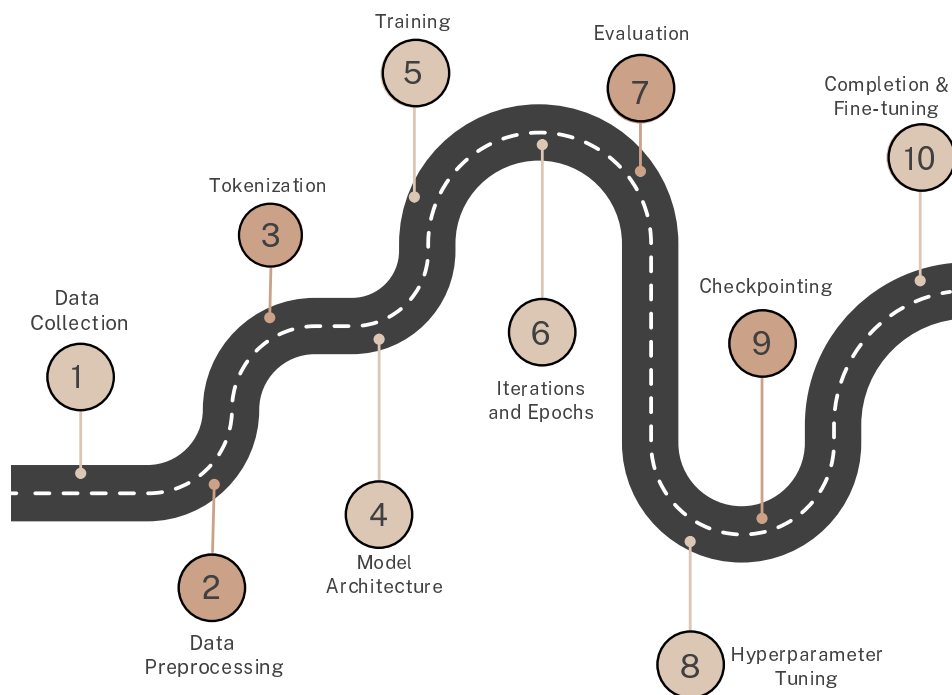 Training
5
Evaluation
7
Completion &
Fine-tuning
10
Tokenization
3
Data
Collection
1
Checkpointing
9
6
Iterations
and Epochs
4
Model
Architecture
2
Data
Preprocessing
8
Hyperparameter
Tuning